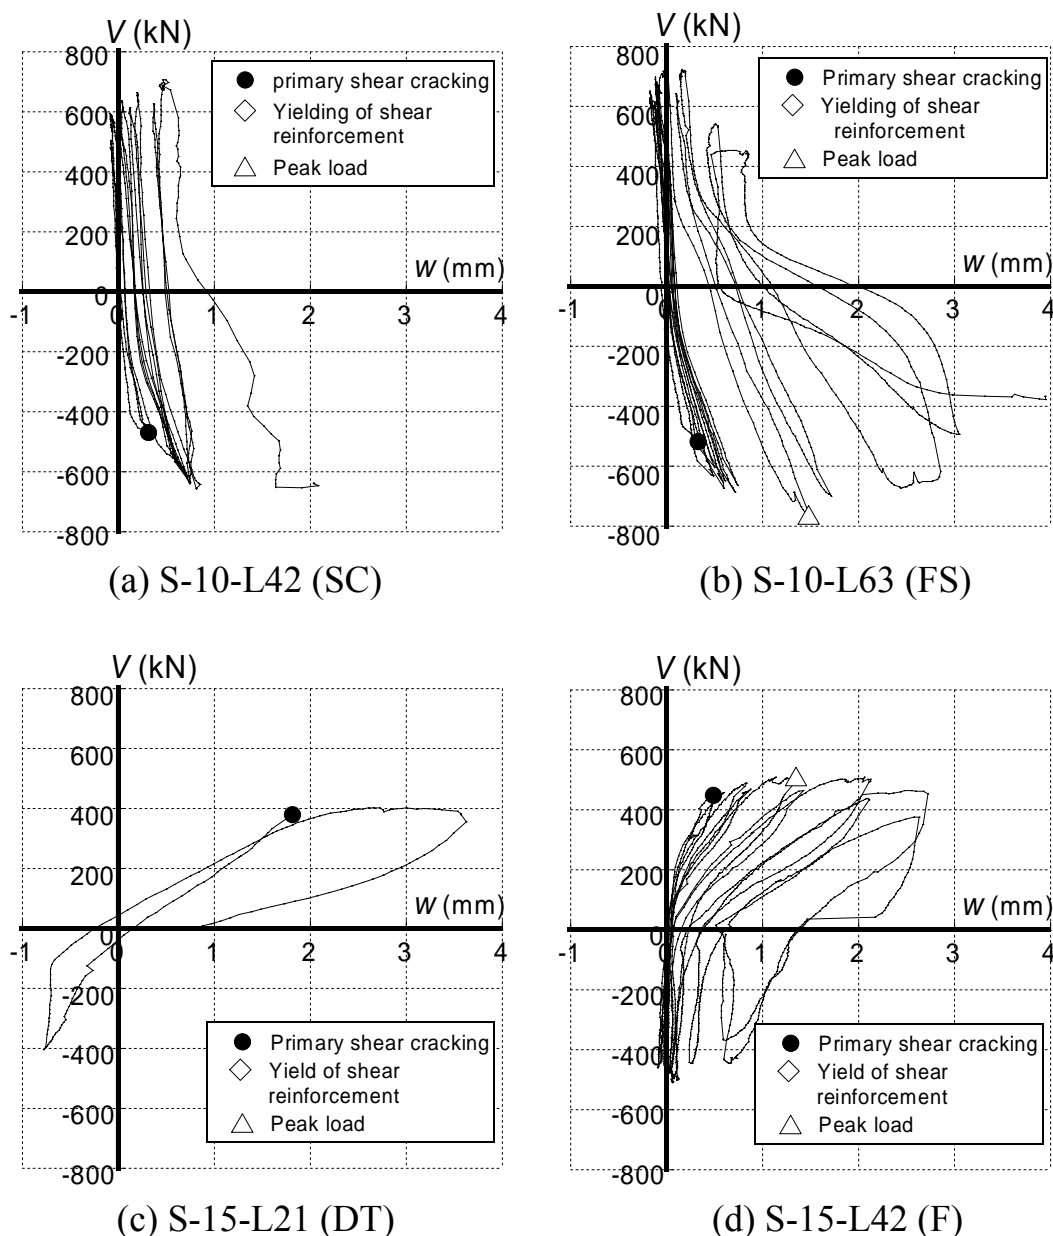 V (kN)
800
600
400
200
0
-200
-400
-600
-800
-1
0
1
2
3
4
w (mm)
primary shear cracking
Yielding of shear
reinforcement
Peak load
(a) S-10-L42 (SC)
V (kN)
800
600
400
200
0
-200
-400
-600
-800
-1
0
1
2
3
4
w (mm)
Primary shear cracking
Yielding of shear
reinforcement
Peak load
(b) S-10-L63 (FS)
V (kN)
800
600
400
200
0
-200
-400
-600
-800
-1
0
1
2
3
4
w (mm)
Primary shear cracking
Yield of shear
reinforcement
Peak load
(c) S-15-L21 (DT)
V (kN)
800
600
400
200
0
-200
-400
-600
-800
-1
0
1
2
3
4
w (mm)
Primary shear cracking
Yield of shear
reinforcement
Peak load
(d) S-15-L42 (F)